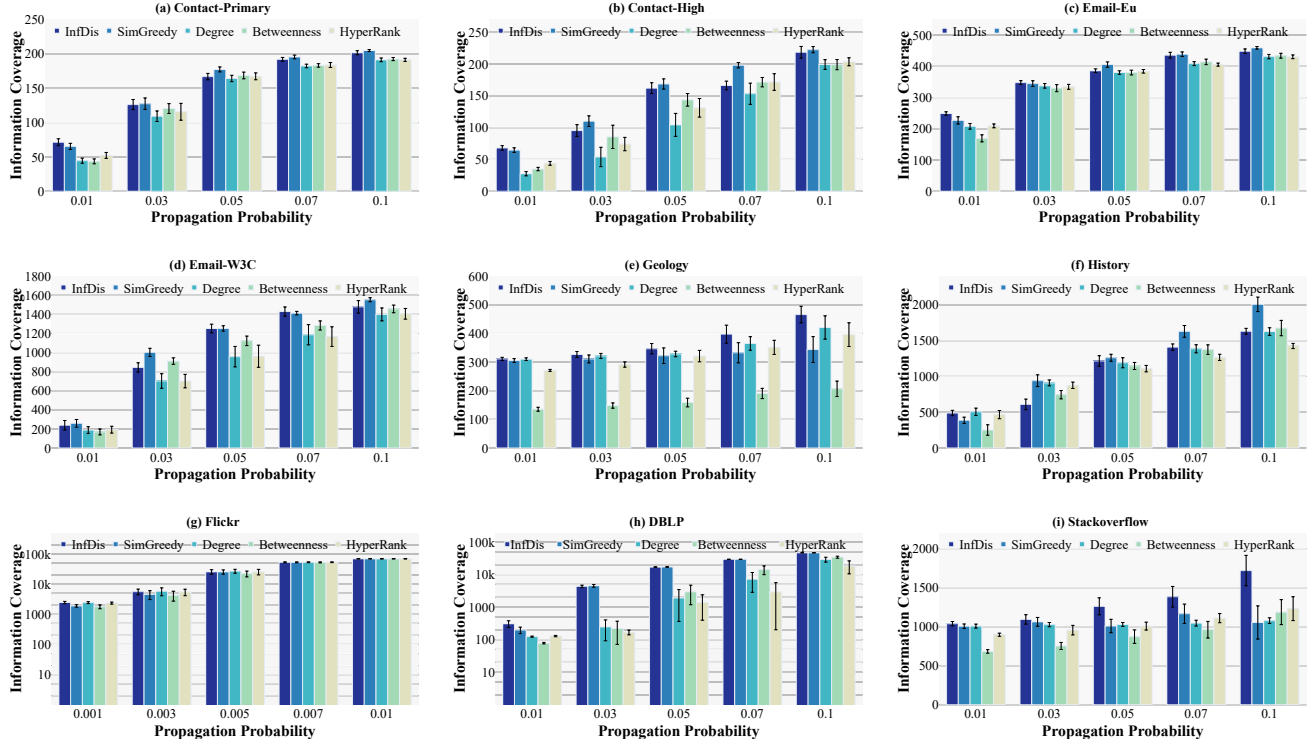 (a) Contact-Primary
InfDis SimGreedy Degree Betweenness HyperRank
Information Coverage
250
200
150
100
50
0
0.01 0.03 0.05 0.07 0.1
Propagation Probability
(b) Contact-High
InfDis SimGreedy Degree Betweenness HyperRank
Information Coverage
250
200
150
100
50
0
0.01 0.03 0.05 0.07 0.1
Propagation Probability
(c) Email-Eu
InfDis SimGreedy Degree Betweenness HyperRank
Information Coverage
500
400
300
200
100
0
0.01 0.03 0.05 0.07 0.1
Propagation Probability
(d) Email-W3C
InfDis SimGreedy Degree Betweenness HyperRank
Information Coverage
1800
1600
1400
1200
1000
800
600
400
200
0
0.01 0.03 0.05 0.07 0.1
Propagation Probability
(e) Geology
InfDis SimGreedy Degree Betweenness HyperRank
Information Coverage
600
500
400
300
200
100
0
0.01 0.03 0.05 0.07 0.1
Propagation Probability
(f) History
InfDis SimGreedy Degree Betweenness HyperRank
Information Coverage
2000
1500
1000
500
0
0.01 0.03 0.05 0.07 0.1
Propagation Probability
(g) Flickr
InfDis SimGreedy Degree Betweenness HyperRank
Information Coverage
100k
10k
1000
100
10
0.001 0.003 0.005 0.007 0.01
Propagation Probability
(h) DBLP
InfDis SimGreedy Degree Betweenness HyperRank
Information Coverage
100k
10k
1000
100
10
0.01 0.03 0.05 0.07 0.1
Propagation Probability
(i) Stackoverflow
InfDis SimGreedy Degree Betweenness HyperRank
Information Coverage
2000
1500
1000
500
0
0.01 0.03 0.05 0.07 0.1
Propagation Probability